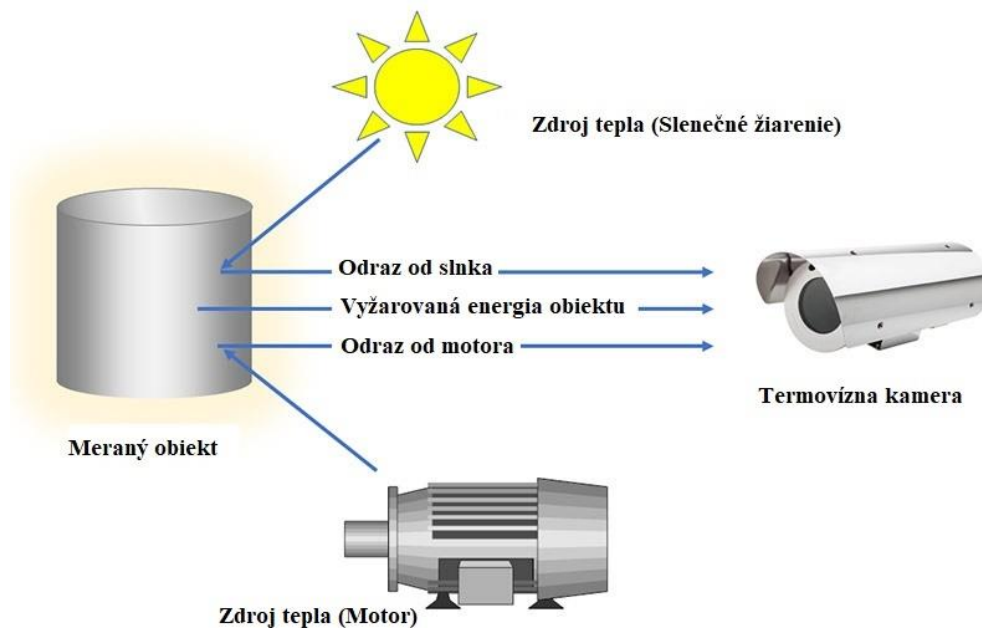 Zdroj tepla (Slenečné žiarenie)
Odraz od slnka
Vyžarovaná energia obiektu
Odraz od motora
Termovízna kamera
Meraný obiekt
Zdroj tepla (Motor)